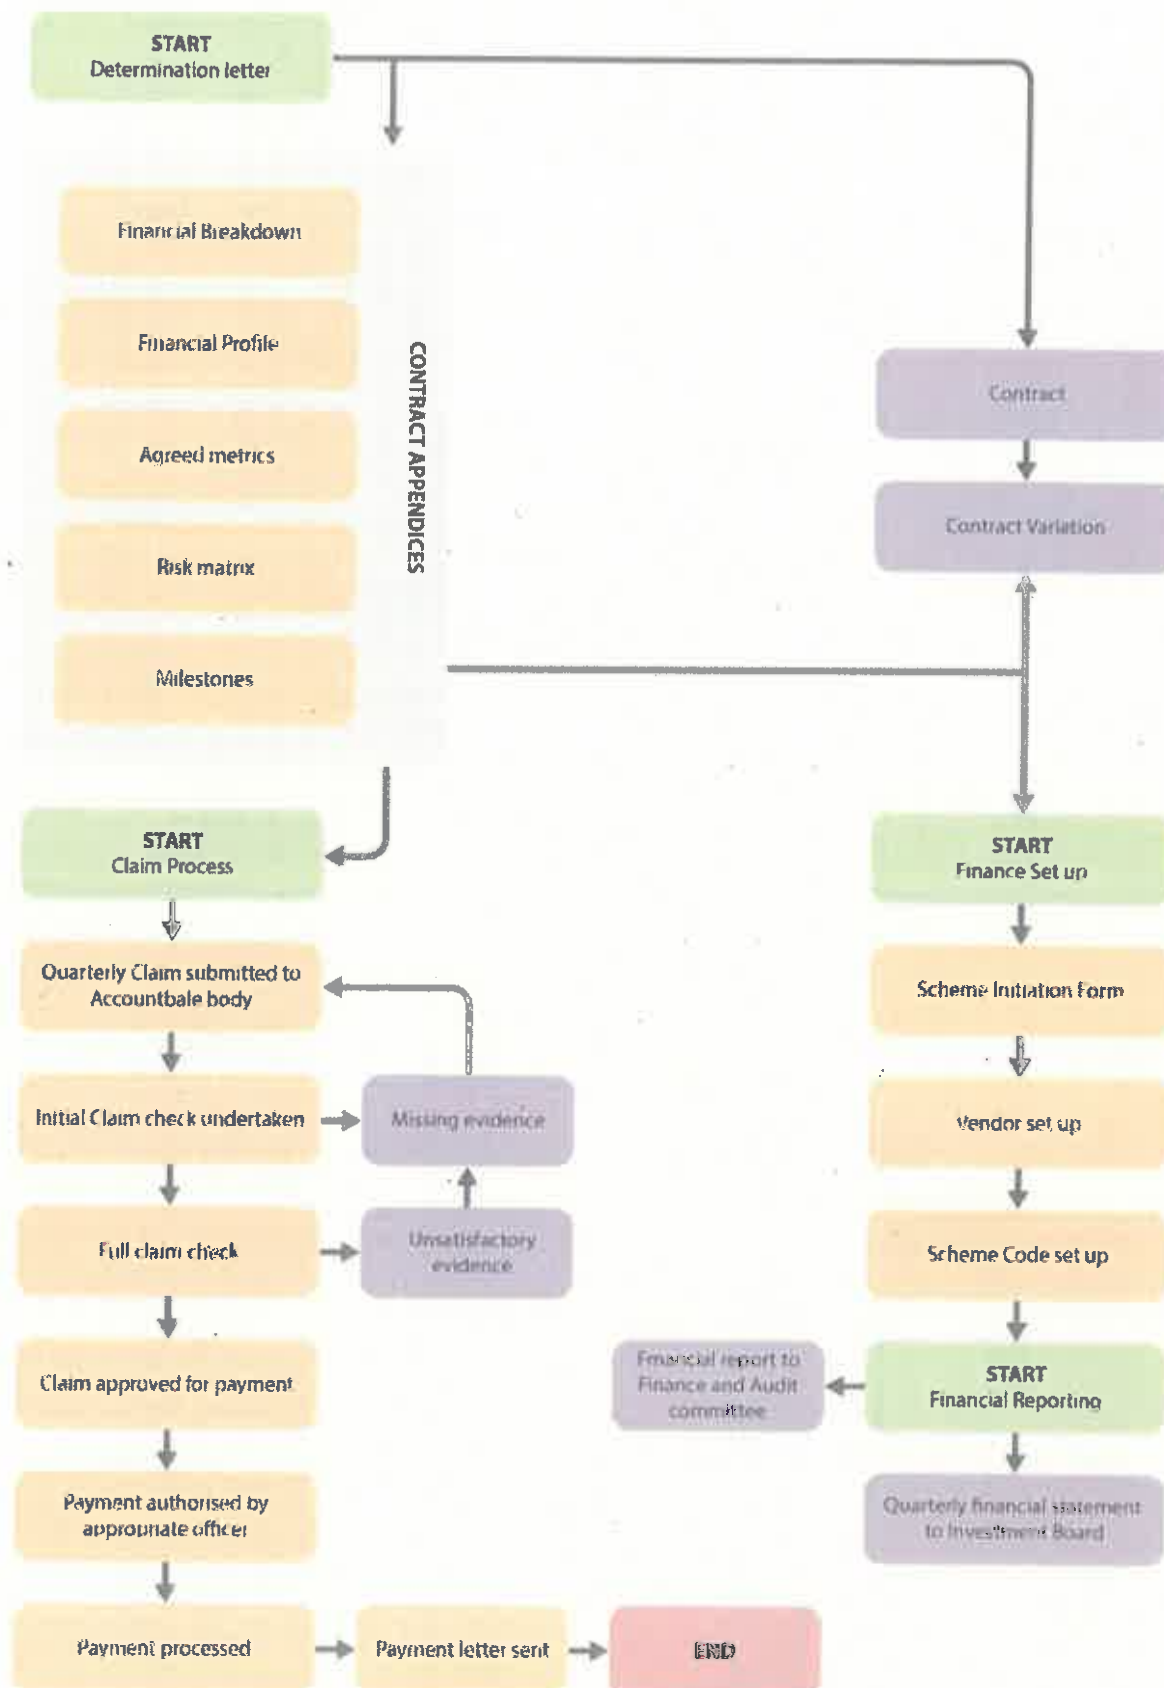 START
Determination letter
Financial Breakdown
Financial Profile
Agreed metrics
Risk matrix
Milestones
CONTRACT APPENDICES
Contract
Contract Variation
START
Claim Process
Quarterly Claim submitted to
Accountbale body
Initial Claim check undertaken
Missing evidence
Full claim check
Unsatisfactory
evidence
Claim approved for payment
Payment authorised by
appropriate officer
Payment processed
Payment letter sent
END
START
Finance Set up
Scheme Initiation Form
Vendor set up
Scheme Code set up
START
Financial Reporting
Financial report to
Finance and Audit
committee
Quarterly financial statement
to Investment Board